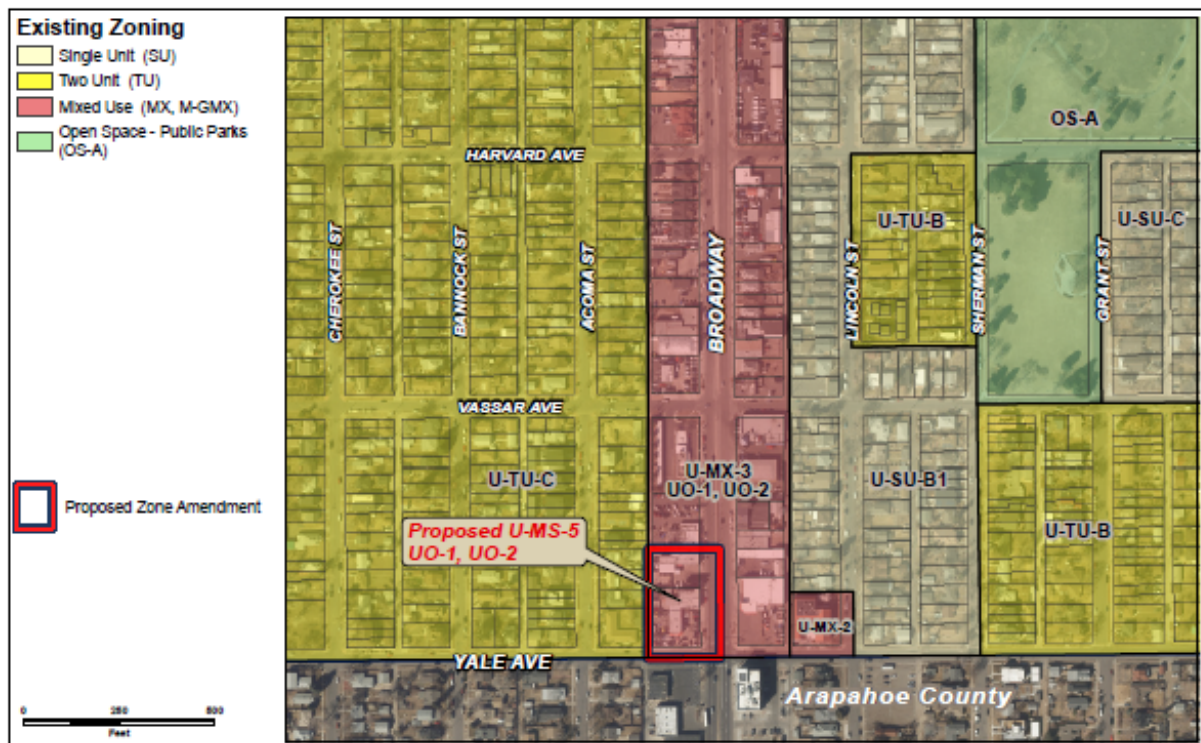 Existing Zoning
Single Unit (SU)
Two Unit (TU)
Mixed Use (MX, M-GMX)
Open Space - Public Parks
(OS-A)
Proposed Zone Amendment
0 250 500
Feet
OS-A
HARVARD AVE
U-TU-B
U-SU-C
CHEROKEE ST
BANNOCK ST
ACOMA ST
BROADWAY
LINCOLN ST
SHERMAN ST
GRANT ST
VASSAR AVE
U-TU-C
U-MX-3
UO-1, UO-2
U-SU-B1
Proposed U-MS-5
UO-1, UO-2
U-TU-B
U-MX-2
YALE AVE
Arapahoe County